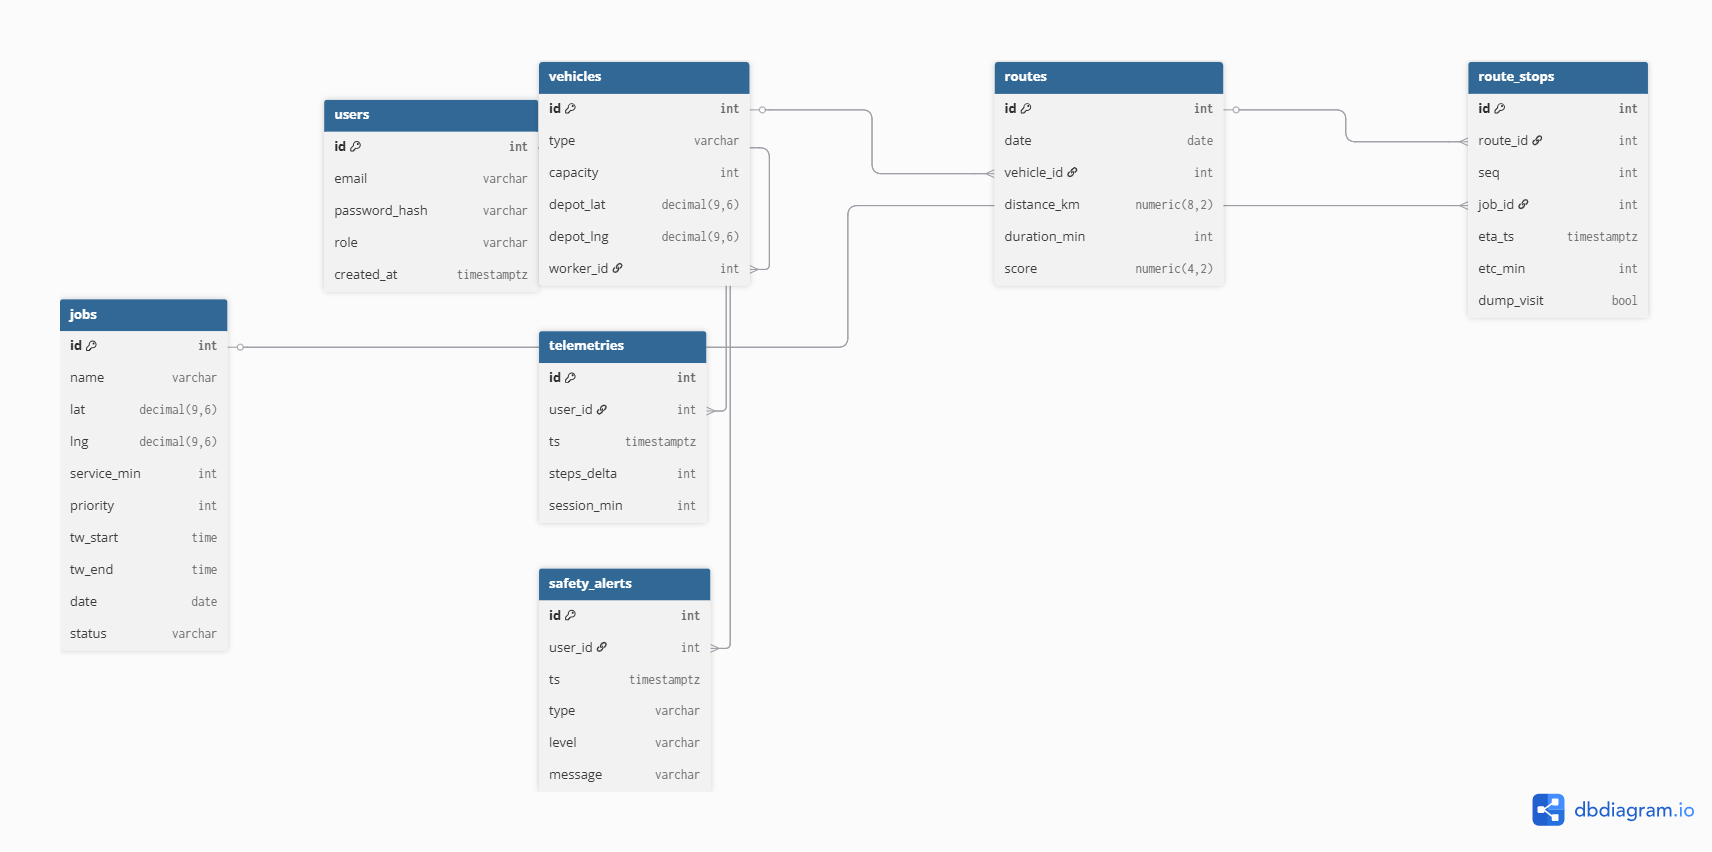 users
id int
email varchar
password_hash varchar
role varchar
created_at timestamptz
vehicles
id int
type varchar
capacity int
depot_lat decimal(9,6)
depot_lng decimal(9,6)
worker_id int
routes
id int
date date
vehicle_id int
distance_km numeric(8,2)
duration_min int
score numeric(4,2)
route_stops
id int
route_id int
seq int
job_id int
eta_ts timestamptz
etc_min int
dump_visit bool
jobs
id int
name varchar
lat decimal(9,6)
lng decimal(9,6)
service_min int
priority int
tw_start time
tw_end time
date date
status varchar
telemetries
id int
user_id int
ts timestamptz
steps_delta int
session_min int
safety_alerts
id int
user_id int
ts timestamptz
type varchar
level varchar
message varchar
dbdiagram.io